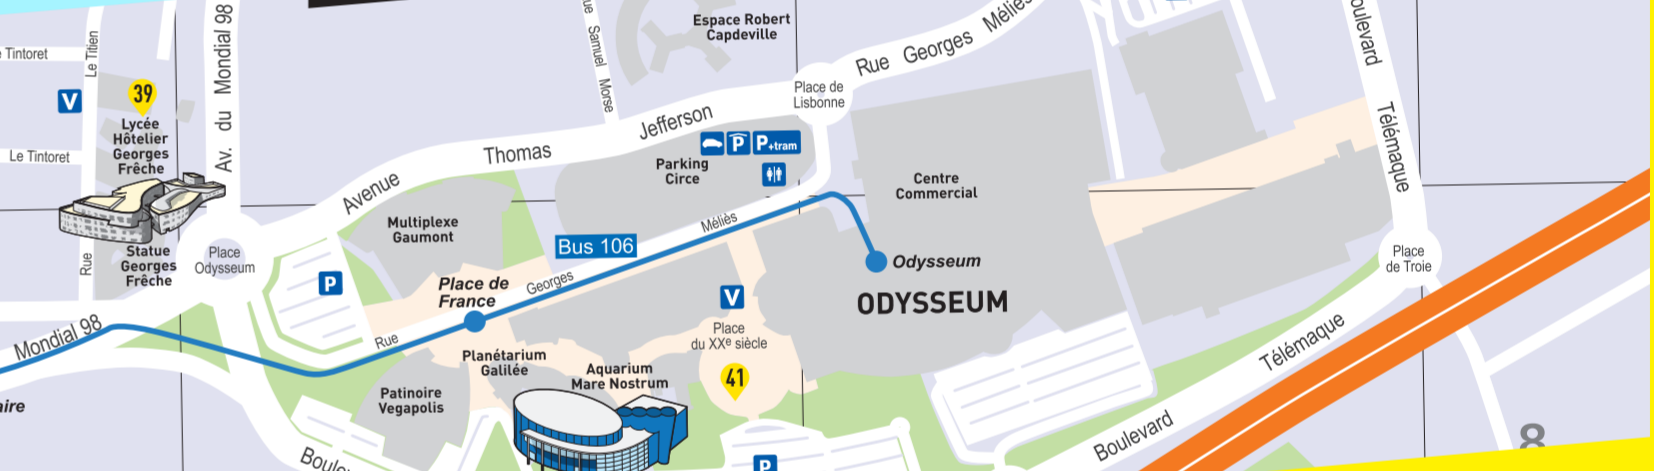 Espace Robert
Capdeville
Rue Georges Méliès
Samuel Morse
Tintoret
Le Titien
Av. du Mondial 98
V
39
Lycée
Hôtelier
Georges
Frêche
Le Tintoret
Place de
Lisbonne
Avenue Thomas Jefferson
P
P+tram
Parking
Circe
Centre
Commercial
Boulevard Télémaque
Multiplexe
Gaumont
Statue
Georges
Frêche
Rue
Place
Odysseum
Bus 106
Rue Georges Méliès
P
Place de
France
Odysseum
ODYSSEUM
Place
de Troie
V
Place
du XXe siècle
41
Mondial 98
Planétarium
Galilée
Aquarium
Mare Nostrum
Patinoire
Vegapolis
Boulevard Télémaque
P
8